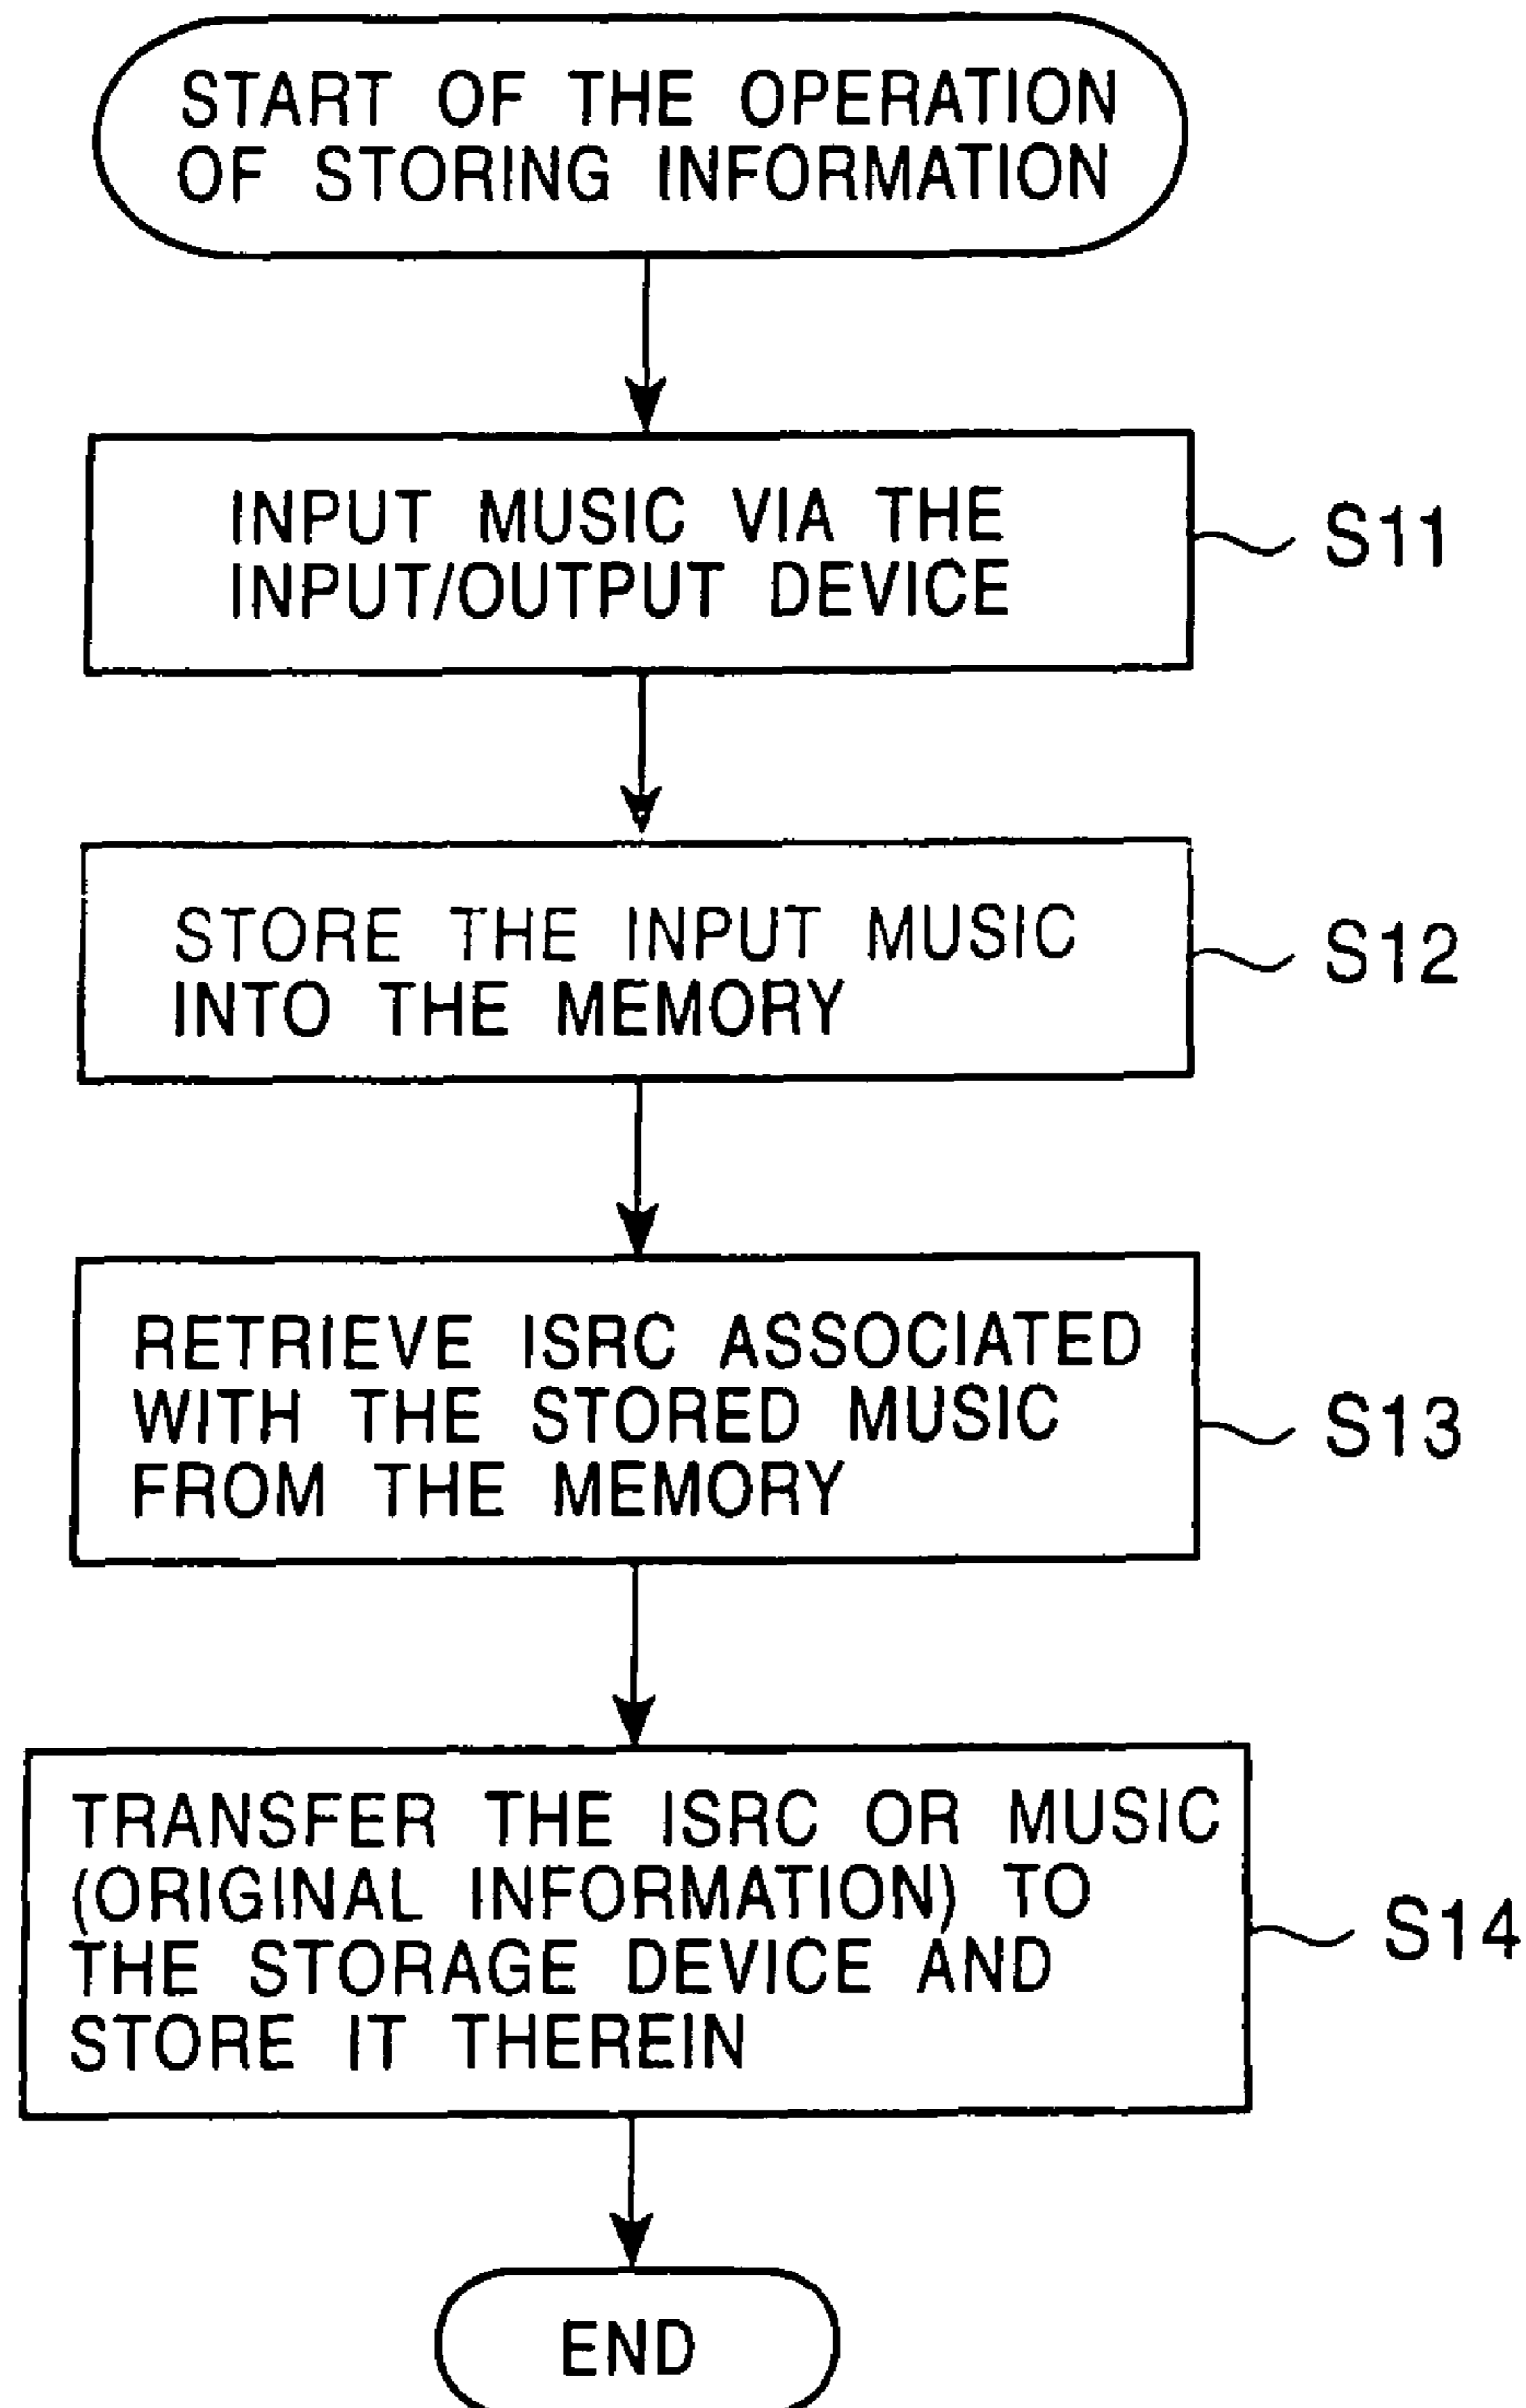 START OF THE OPERATION
OF STORING INFORMATION
INPUT MUSIC VIA THE
INPUT/OUTPUT DEVICE
S11
STORE THE INPUT MUSIC
INTO THE MEMORY
S12
RETRIEVE ISRC ASSOCIATED
WITH THE STORED MUSIC
FROM THE MEMORY
S13
TRANSFER THE ISRC OR MUSIC
(ORIGINAL INFORMATION) TO
THE STORAGE DEVICE AND
STORE IT THEREIN
S14
END